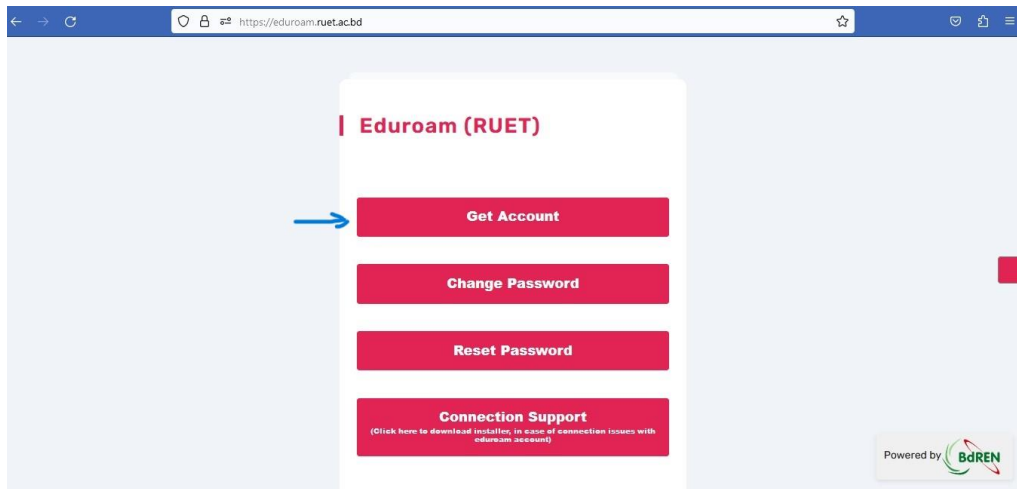 https://eduroam.ruet.ac.bd
Eduroam (RUET)
Get Account
Change Password
Reset Password
Connection Support
(Click here to download installer, in case of connection issues with
eduroam account)
Powered by BdREN